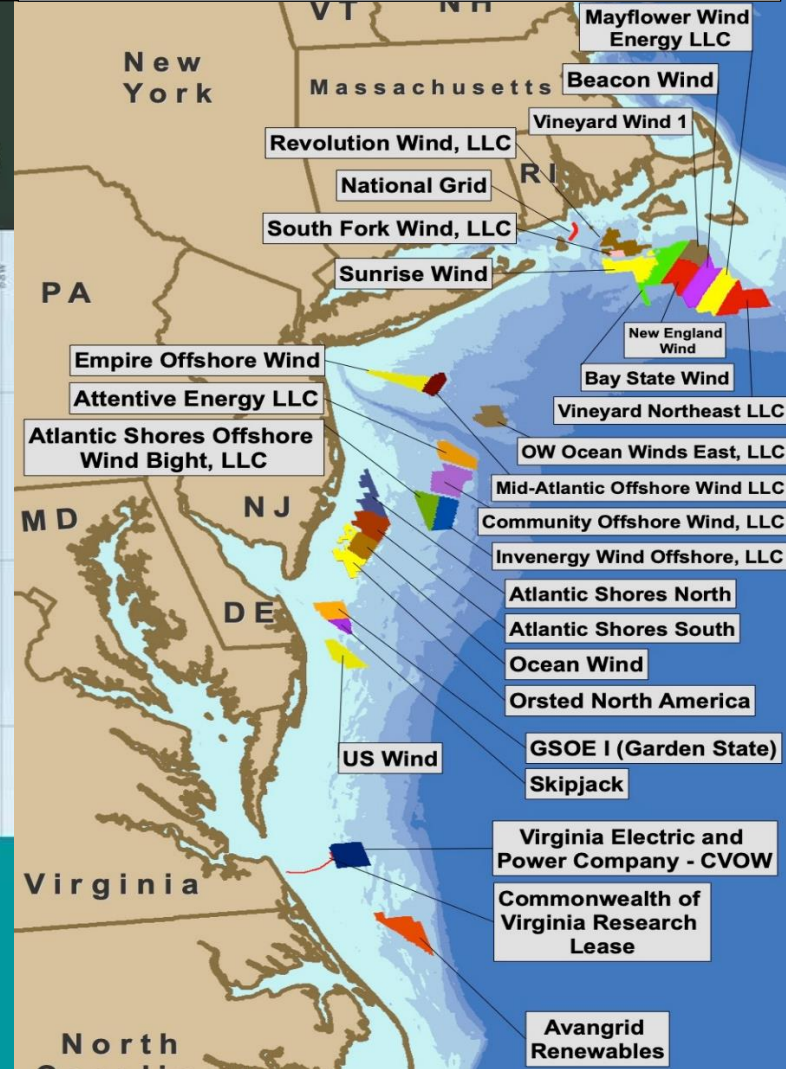 VT
NH
Mayflower Wind
Energy LLC
New
York
Massachusetts
Beacon Wind
Vineyard Wind 1
Revolution Wind, LLC
RI
National Grid
South Fork Wind, LLC
Sunrise Wind
PA
New England
Wind
Empire Offshore Wind
Bay State Wind
Attentive Energy LLC
Vineyard Northeast LLC
Atlantic Shores Offshore
Wind Bight, LLC
OW Ocean Winds East, LLC
Mid-Atlantic Offshore Wind LLC
MD
NJ
Community Offshore Wind, LLC
Invenergy Wind Offshore, LLC
Atlantic Shores North
DE
Atlantic Shores South
Ocean Wind
Orsted North America
US Wind
GSOE I (Garden State)
Skipjack
Virginia Electric and
Power Company - CVOW
Virginia
Commonwealth of
Virginia Research
Lease
Avangrid
Renewables
North